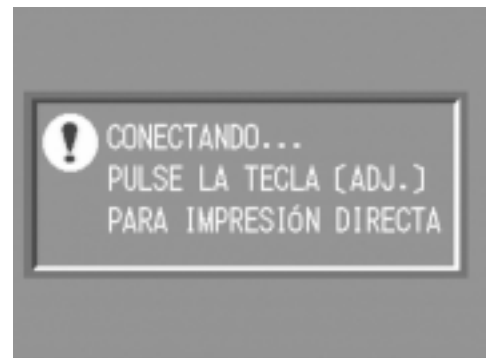 CONECTANDO...
PULSE LA TECLA (ADJ.)
PARA IMPRESIÓN DIRECTA